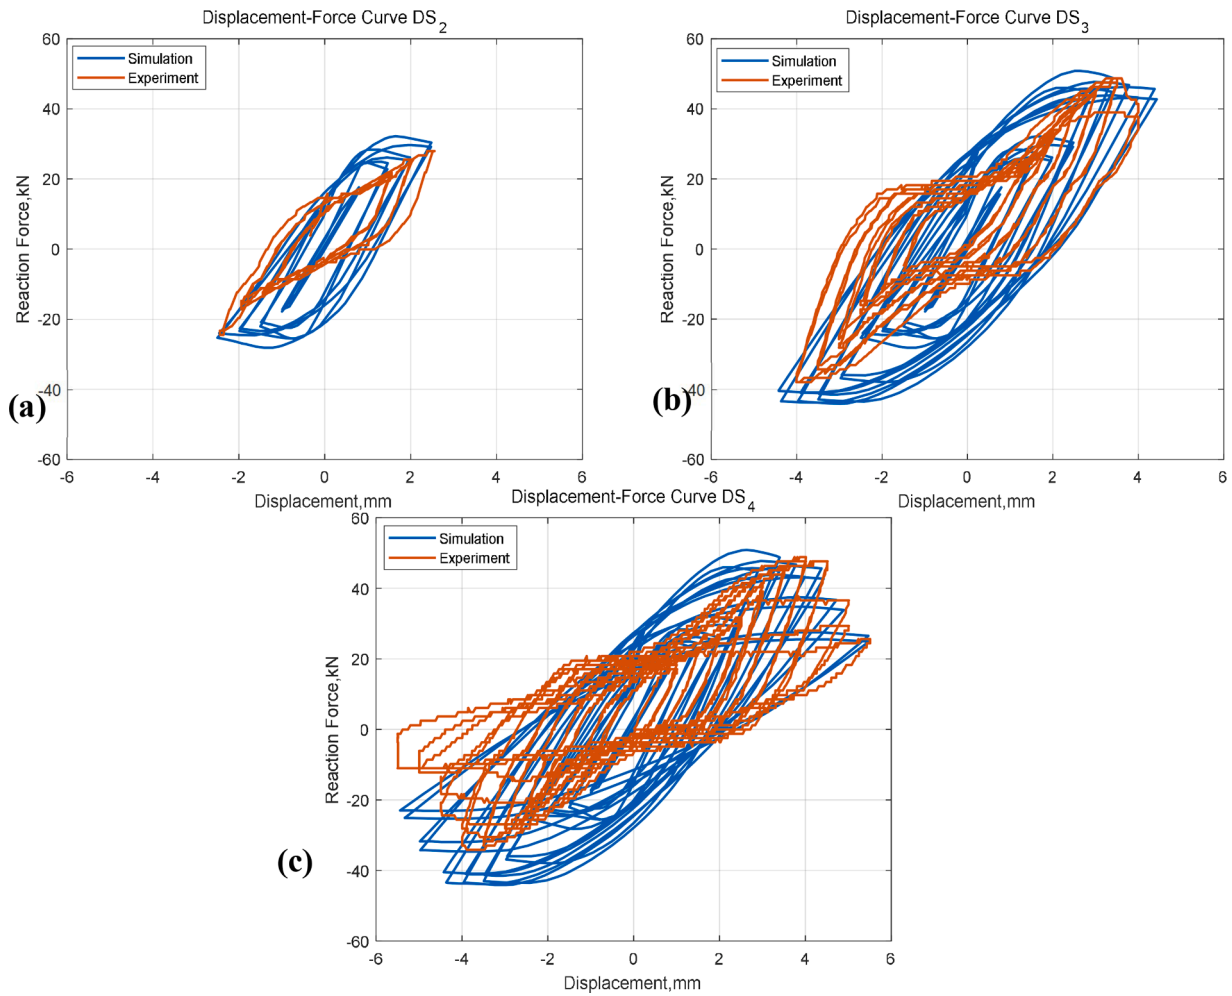 Displacement-Force Curve DS2
60
40
20
0
-20
-40
-60
-6
-4
-2
0
2
4
6
Reaction Force,kN
Displacement,mm
Simulation
Experiment
(a)
Displacement-Force Curve DS3
60
40
20
0
-20
-40
-60
-6
-4
-2
0
2
4
6
Reaction Force,kN
Displacement,mm
Simulation
Experiment
(b)
Displacement-Force Curve DS4
60
40
20
0
-20
-40
-60
-6
-4
-2
0
2
4
6
Reaction Force,kN
Displacement,mm
Simulation
Experiment
(c)